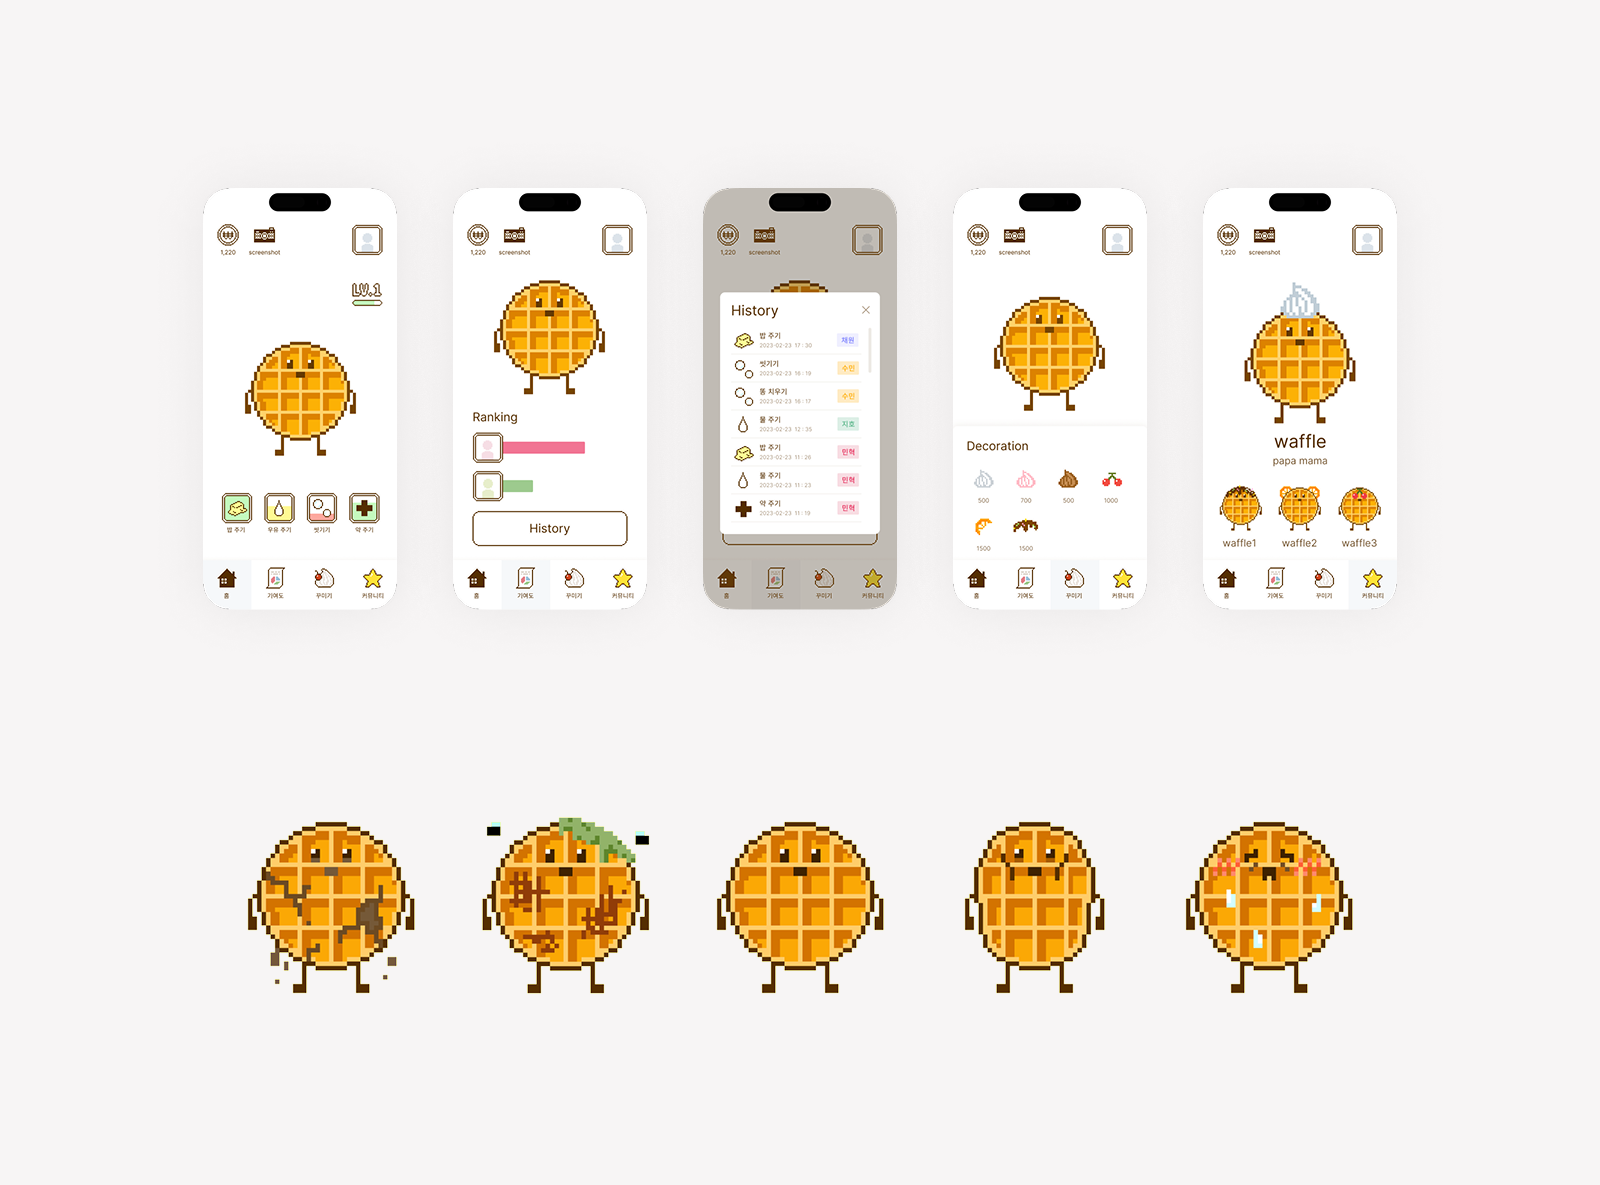 1,220
screenshot
LV.1
밥 주기
우유 주기
씻기기
약 주기
홈
기여도
꾸미기
커뮤니티
1,220
screenshot
Ranking
History
홈
기여도
꾸미기
커뮤니티
1,220
screenshot
History
밥 주기
2023-02-23 17:30
재원
씻기기
2023-02-23 16:19
수민
똥 치우기
2023-02-23 16:17
수민
물 주기
2023-02-23 12:35
지호
밥 주기
2023-02-23 11:26
민혁
물 주기
2023-02-23 11:23
민혁
약 주기
2023-02-23 11:19
민혁
홈
기여도
꾸미기
커뮤니티
1,220
screenshot
Decoration
500
700
500
1000
1500
1500
홈
기여도
꾸미기
커뮤니티
1,220
screenshot
waffle
papa mama
waffle1
waffle2
waffle3
홈
기여도
꾸미기
커뮤니티